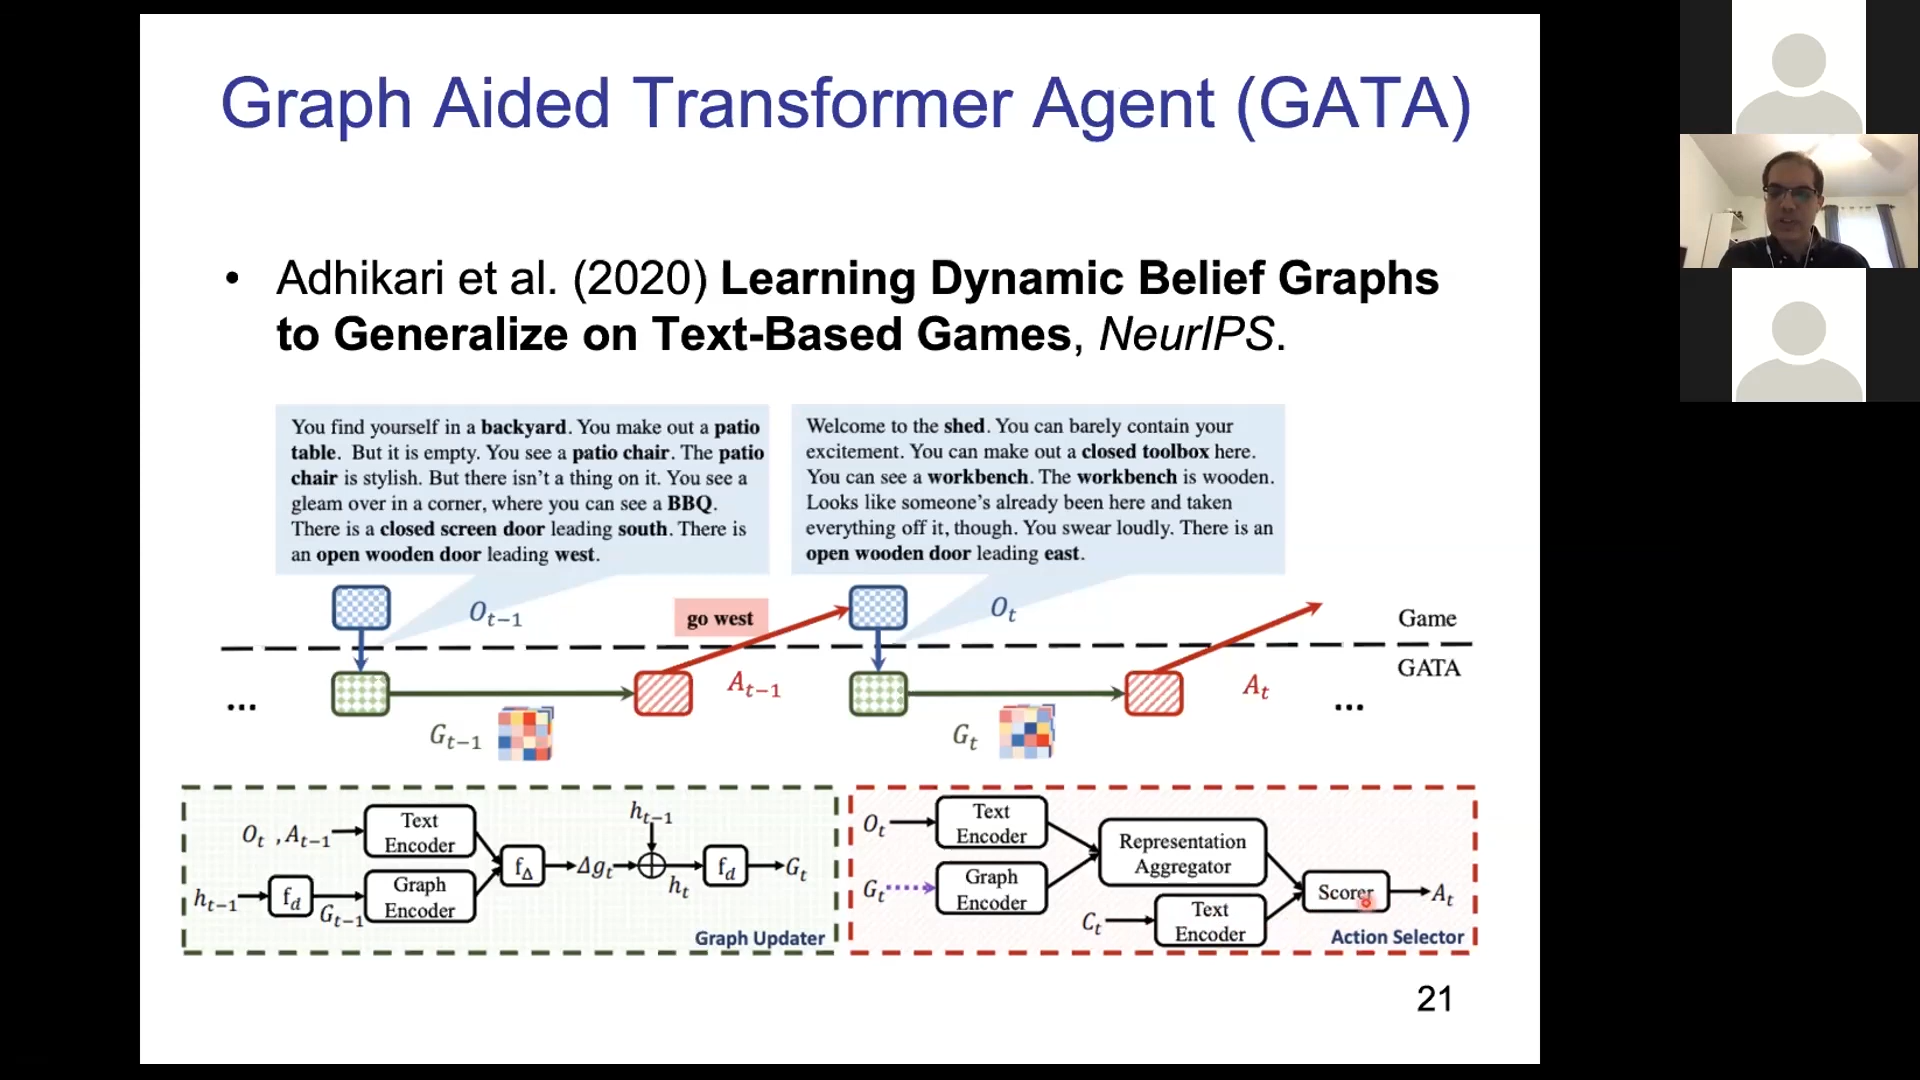 Graph Aided Transformer Agent (GATA)
• Adhikari et al. (2020) Learning Dynamic Belief Graphs
to Generalize on Text-Based Games, NeurIPS.
You find yourself in a backyard. You make out a patio
table. But it is empty. You see a patio chair. The patio
chair is stylish. But there isn't a thing on it. You see a
gleam over in a corner, where you can see a BBQ.
There is a closed screen door leading south. There is
an open wooden door leading west.
Welcome to the shed. You can barely contain your
excitement. You can make out a closed toolbox here.
You can see a workbench. The workbench is wooden.
Looks like someone's already been here and taken
everything off it, though. You swear loudly. There is an
open wooden door leading east.
O_{t−1}
go west
O_t
Game
GATA
...
G_{t−1}
A_{t−1}
G_t
A_t
...
O_t , A_{t−1}
Text
Encoder
h_{t−1}
f_d
G_{t−1}
Graph
Encoder
f_Δ
Δg_t
h_{t−1}
h_t
f_d
G_t
Graph Updater
O_t
Text
Encoder
G_t
Graph
Encoder
Representation
Aggregator
C_t
Text
Encoder
Scorer
A_t
Action Selector
21